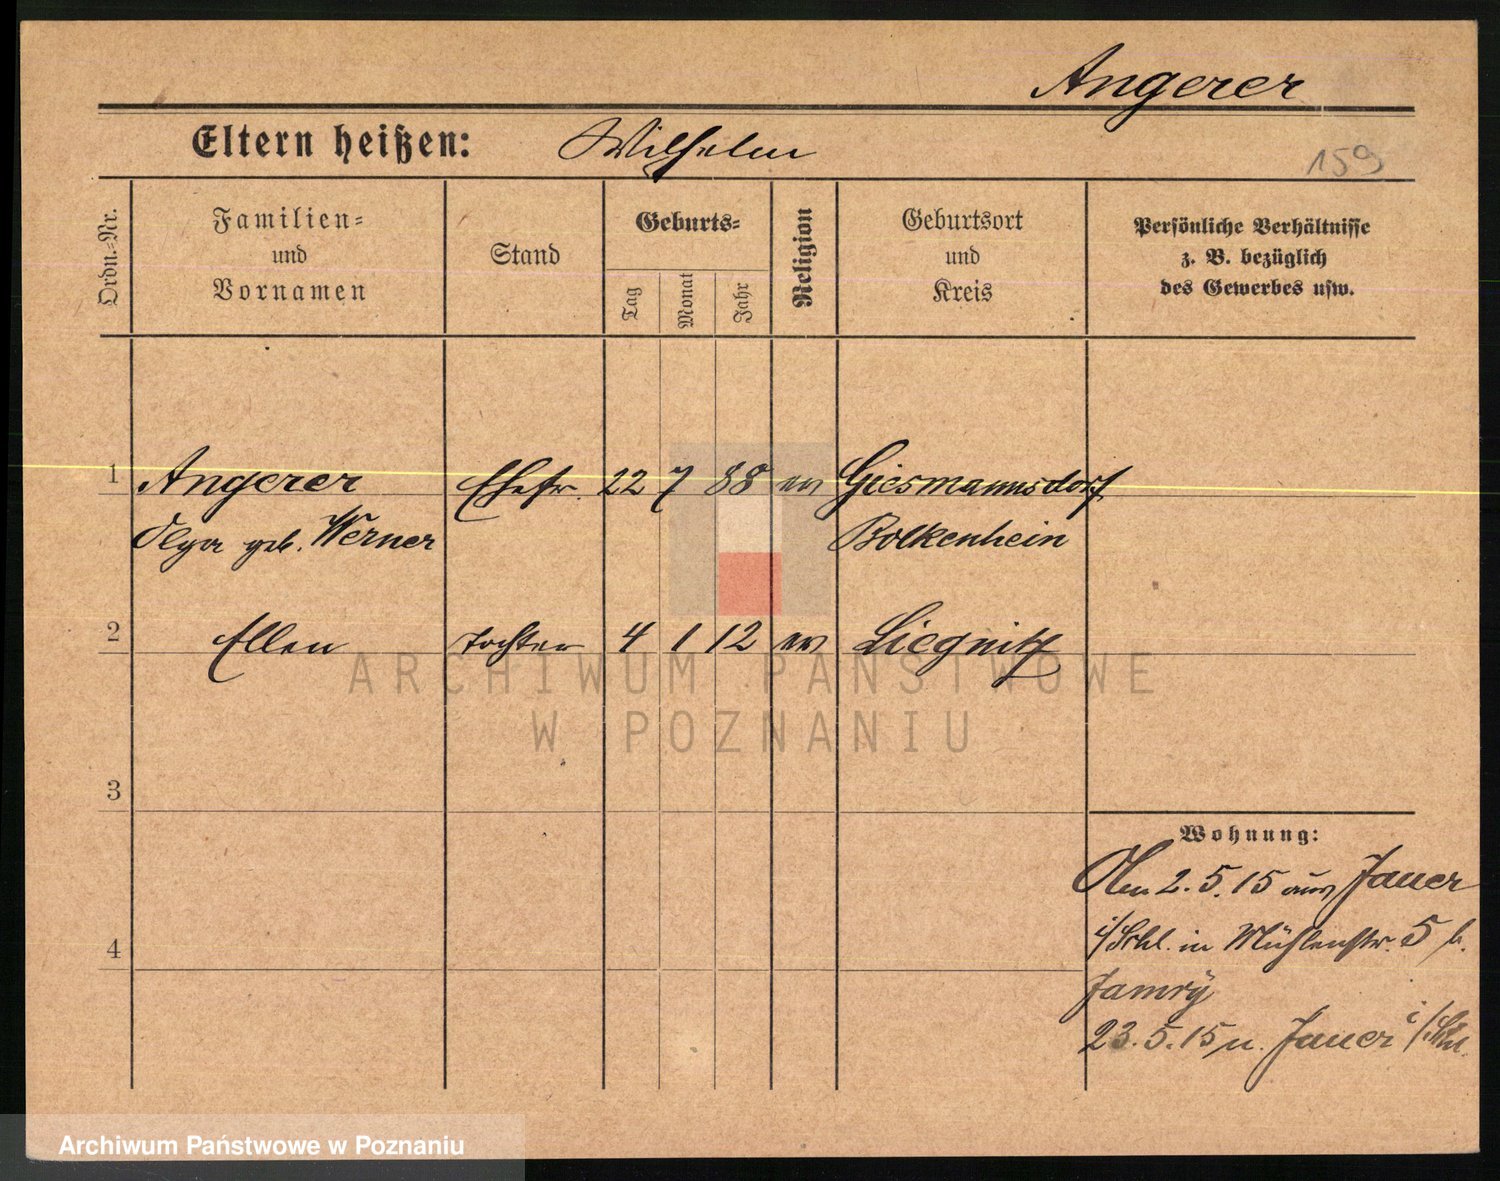 Angerer
Eltern heißen: Wilhelm
159
Ordn.=Nr.
Familien=
und
Vornamen
Stand
Geburts=
Tag
Monat
Jahr
Religion
Geburtsort
und
Kreis
Persönliche Verhältnisse
z. B. bezüglich
des Gewerbes usw.
1 Angerer Ehefr. 22 7 88 ev Giesmannsdorf
Olga geb. Werner Bolkenhein
2 Ellen Tochter 4 1 12 ev Liegnitz
ARCHIWUM PAŃSTWOWE
W POZNANIU
3
Wohnung:
2.5.15 aus Jauer
i/Schl. in Mühlenstr. 5 b.
4
Jamry
23.5.15 n. Jauer i/Schl.
Archiwum Państwowe w Poznaniu